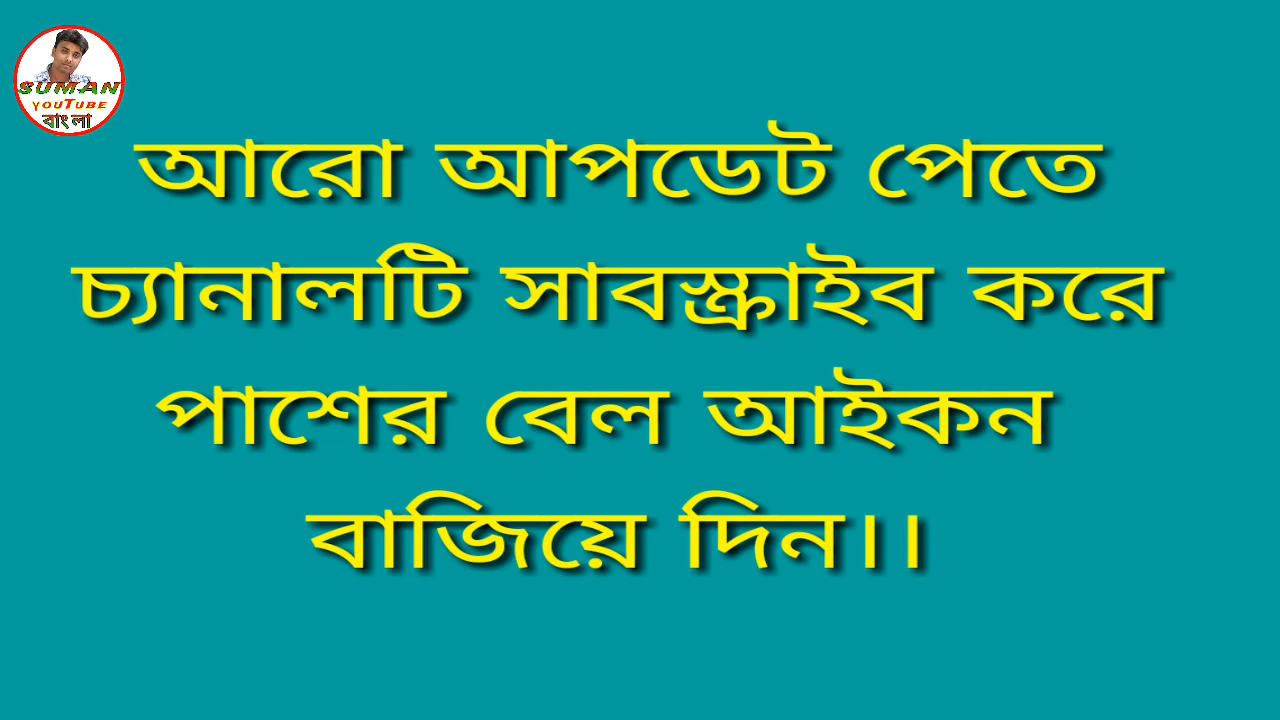 SUMAN
YOUTUBE
বাংলা
আরো আপডেট পেতে
চ্যানালটি সাবস্ক্রাইব করে
পাশের বেল আইকন
বাজিয়ে দিন।।